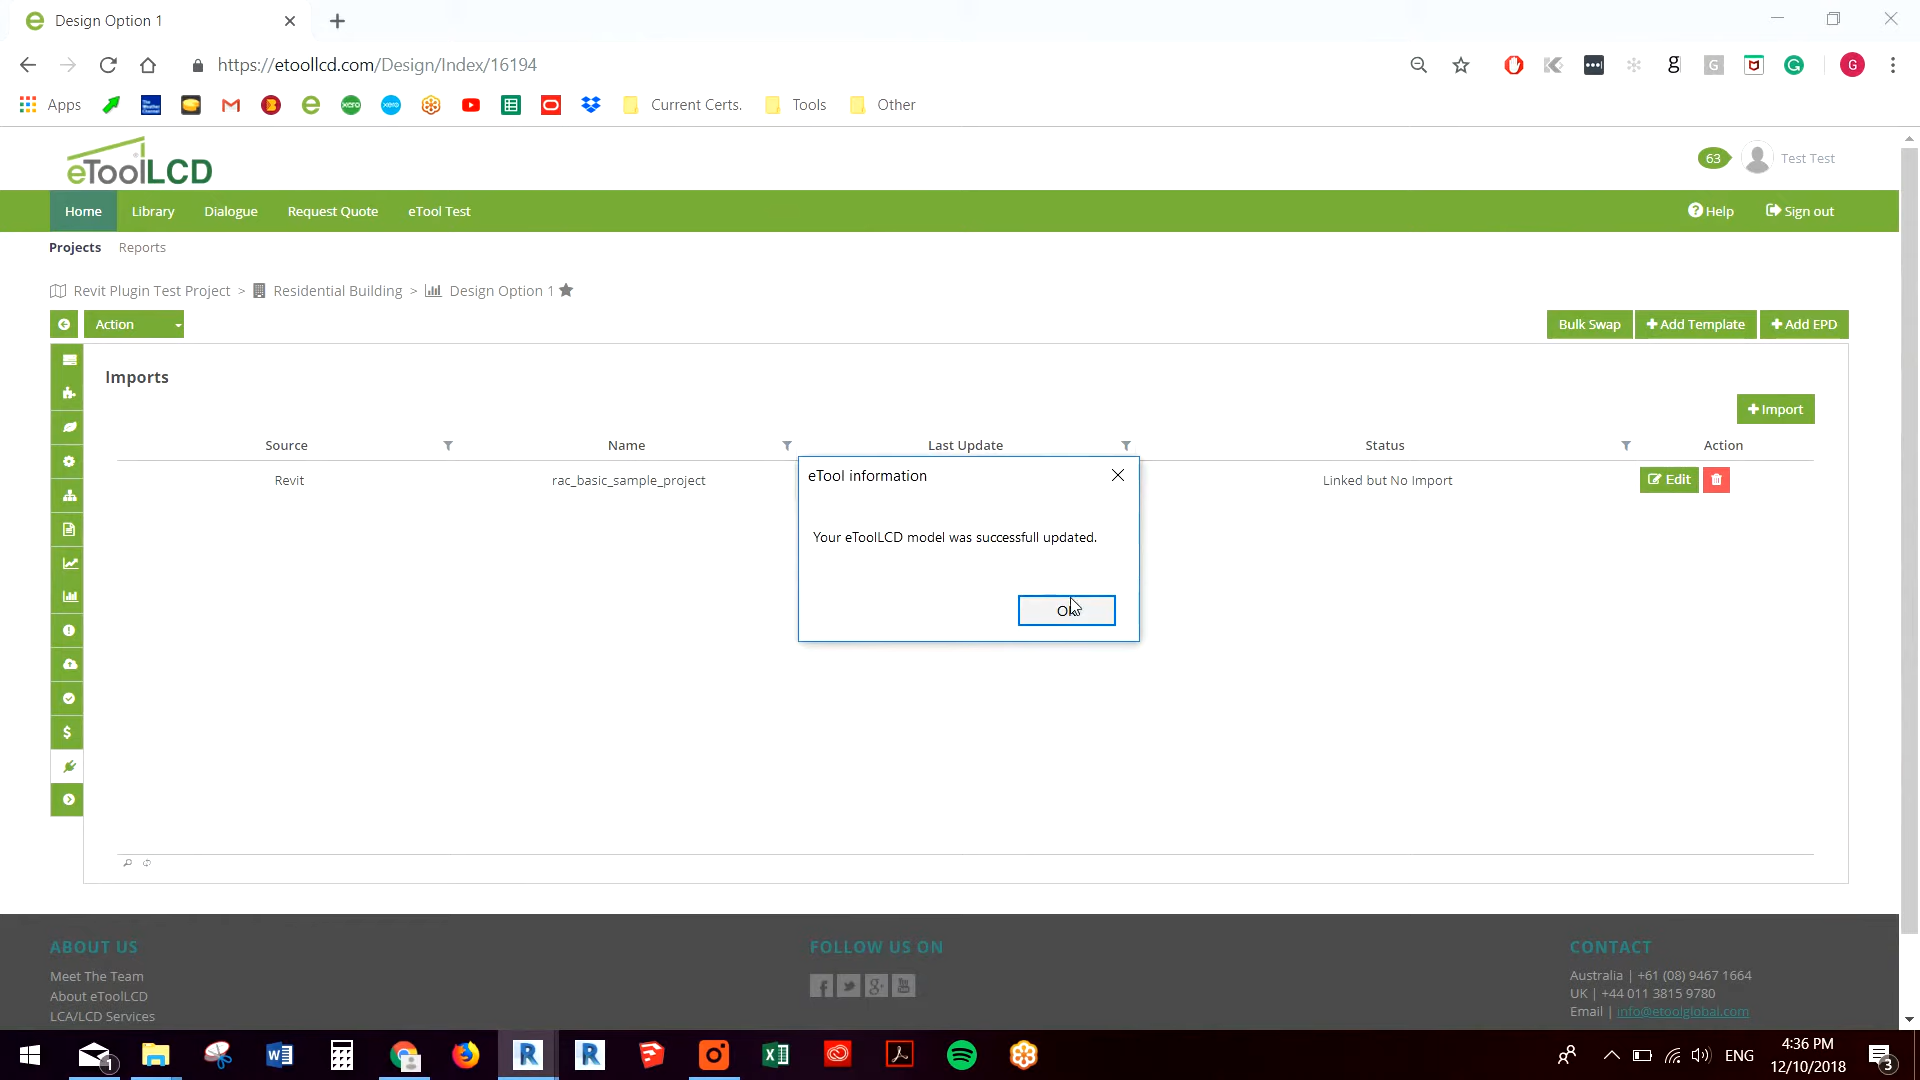 Design Option 1
https://etoollcd.com/Design/Index/16194
Apps
Current Certs.
Tools
Other
eToolLCD
63
Test Test
Home
Library
Dialogue
Request Quote
eTool Test
Help
Sign out
Projects
Reports
Revit Plugin Test Project > Residential Building > Design Option 1
Action
Bulk Swap
Add Template
Add EPD
Imports
Import
Source
Name
Last Update
Status
Action
Revit
rac_basic_sample_project
Linked but No Import
Edit
eTool information
Your eToolLCD model was successfull updated.
ABOUT US
Meet The Team
About eToolLCD
LCA/LCD Services
FOLLOW US ON
CONTACT
Australia | +61 (08) 9467 1664
UK | +44 011 3815 9780
Email | info@etoolglobal.com
ENG
4:36 PM
12/10/2018
3
1